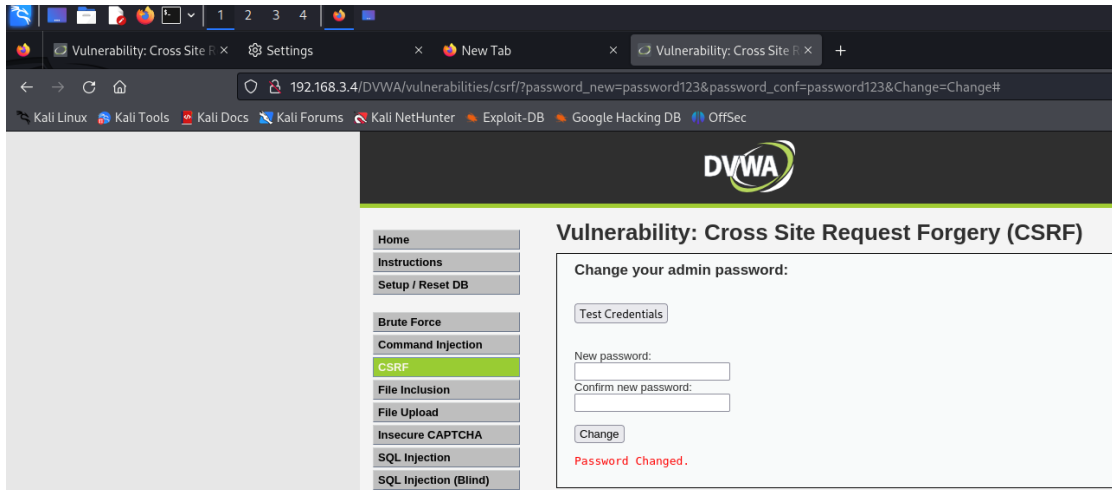 1 2 3 4
Vulnerability: Cross Site R × Settings × New Tab × Vulnerability: Cross Site R × +
192.168.3.4/DVWA/vulnerabilities/csrf/?password_new=password123&password_conf=password123&Change=Change#
Kali Linux Kali Tools Kali Docs Kali Forums Kali NetHunter Exploit-DB Google Hacking DB OffSec
DVWA
Vulnerability: Cross Site Request Forgery (CSRF)
Home
Instructions
Setup / Reset DB
Brute Force
Command Injection
CSRF
File Inclusion
File Upload
Insecure CAPTCHA
SQL Injection
SQL Injection (Blind)
Change your admin password:
Test Credentials
New password:
Confirm new password:
Change
Password Changed.